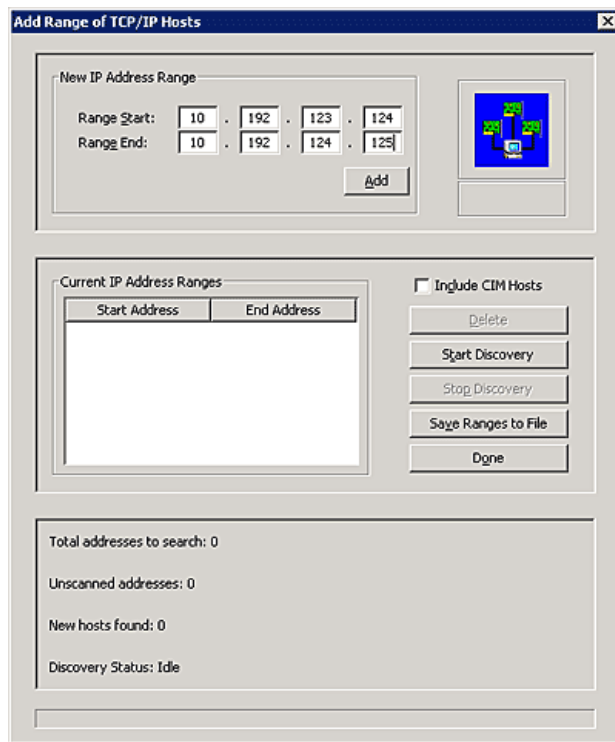 Add Range of TCP/IP Hosts
New IP Address Range
Range Start: 10 . 192 . 123 . 124
Range End: 10 . 192 . 124 . 125
Add
Current IP Address Ranges
Start Address End Address
Include CIM Hosts
Delete
Start Discovery
Stop Discovery
Save Ranges to File
Done
Total addresses to search: 0
Unscanned addresses: 0
New hosts found: 0
Discovery Status: Idle